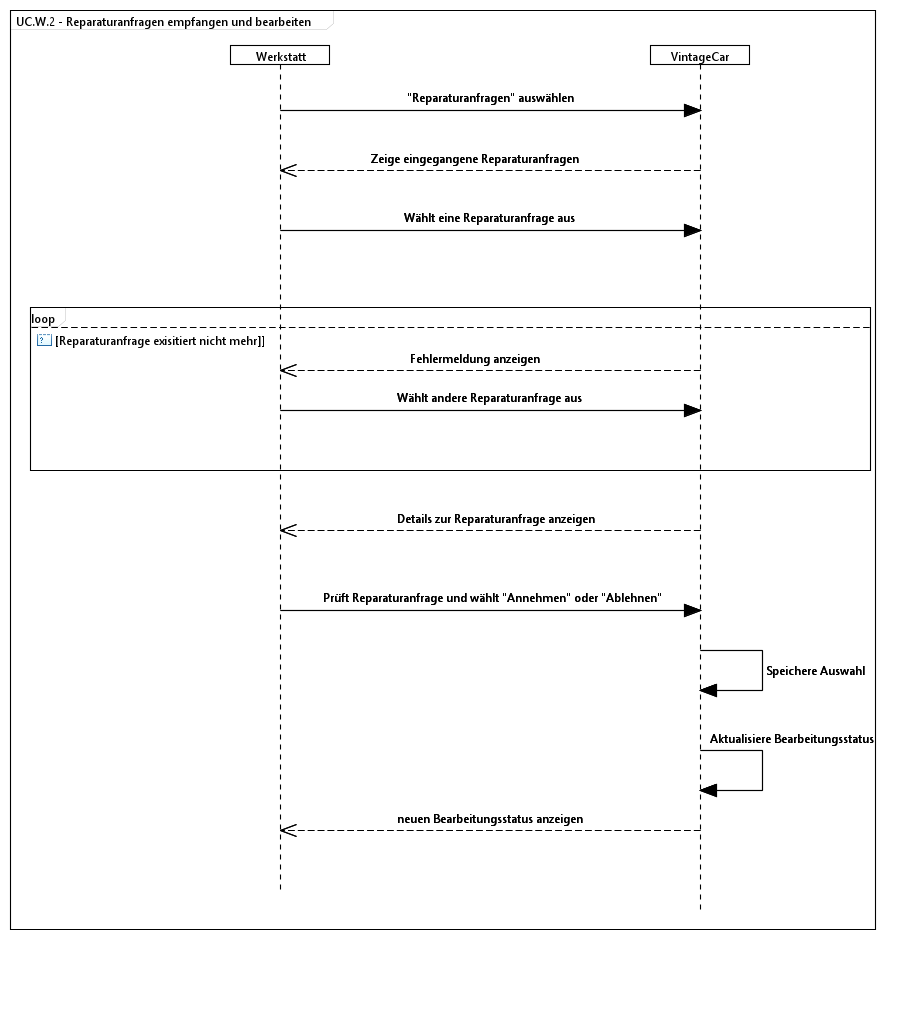 UC.W.2 - Reparaturanfragen empfangen und bearbeiten
Werkstatt
VintageCar
"Reparaturanfragen" auswählen
Zeige eingegangene Reparaturanfragen
Wählt eine Reparaturanfrage aus
loop
[Reparaturanfrage exisitiert nicht mehr]]
Fehlermeldung anzeigen
Wählt andere Reparaturanfrage aus
Details zur Reparaturanfrage anzeigen
Prüft Reparaturanfrage und wählt "Annehmen" oder "Ablehnen"
Speichere Auswahl
Aktualisiere Bearbeitungsstatus
neuen Bearbeitungsstatus anzeigen